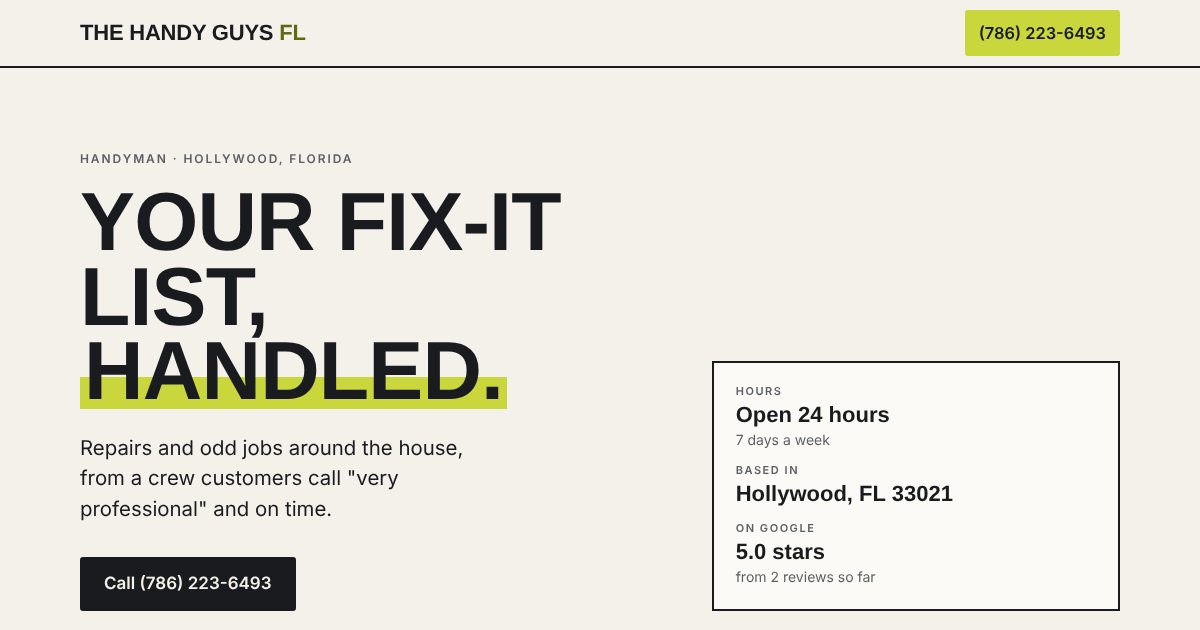 THE HANDY GUYS FL
(786) 223-6493
HANDYMAN · HOLLYWOOD, FLORIDA
YOUR FIX-IT
LIST,
HANDLED.
Repairs and odd jobs around the house,
from a crew customers call "very
professional" and on time.
Call (786) 223-6493
HOURS
Open 24 hours
7 days a week
BASED IN
Hollywood, FL 33021
ON GOOGLE
5.0 stars
from 2 reviews so far